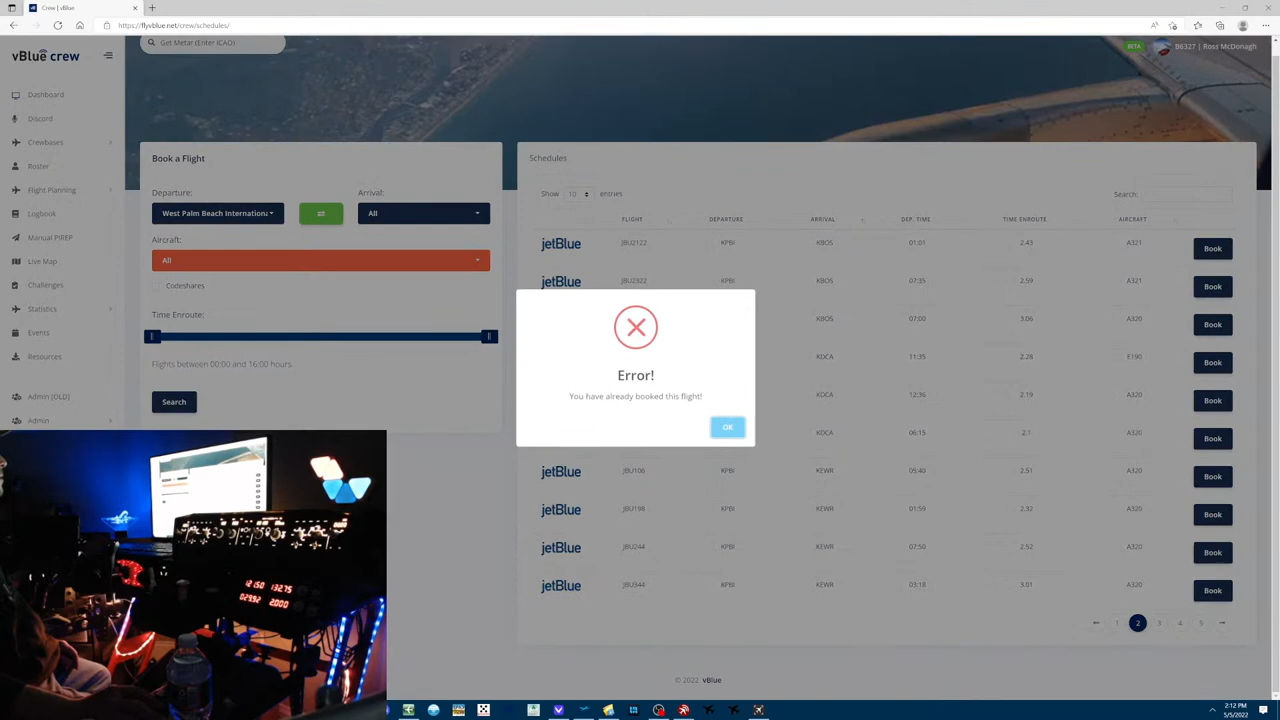 Crew | vBlue
https://flyvblue.net/crew/schedules/
vBlue crew
Get Metar (Enter ICAO)
BETA
B6327 | Ross McDonagh
Dashboard
Discord
Crewbases
Roster
Flight Planning
Logbook
Manual PIREP
Live Map
Challenges
Statistics
Events
Resources
Admin [OLD]
Admin
Book a Flight
Departure:
Arrival:
West Palm Beach Internationa
All
Aircraft:
All
Codeshares
Time Enroute:
Flights between 00:00 and 16:00 hours.
Search
Schedules
Show 10 entries
Search:
FLIGHT DEPARTURE ARRIVAL DEP. TIME TIME ENROUTE AIRCRAFT
jetBlue JBU2122 KPBI KBOS 01:01 2.43 A321 Book
jetBlue JBU2322 KPBI KBOS 07:35 2.59 A321 Book
KBOS 07:00 3.06 A320 Book
KDCA 11:35 2.28 E190 Book
KDCA 12:36 2.19 A320 Book
KDCA 06:15 2.1 A320 Book
jetBlue JBU106 KPBI KEWR 05:40 2.51 A320 Book
jetBlue JBU198 KPBI KEWR 01:59 2.32 A320 Book
jetBlue JBU244 KPBI KEWR 07:50 2.52 A320 Book
jetBlue JBU344 KPBI KEWR 03:18 3.01 A320 Book
1 2 3 4 5
Error!
You have already booked this flight!
OK
© 2022 vBlue
2:12 PM
5/5/2022